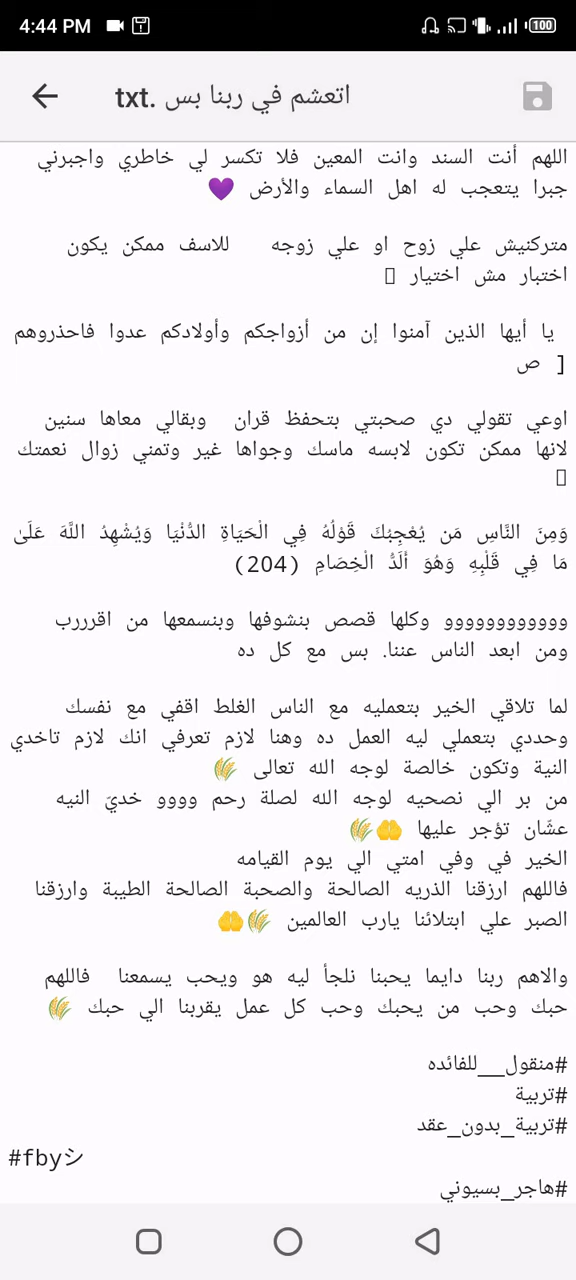 4:44 PM
100
اتعشم في ربنا بس .txt
اللهم أنت السند وانت المعين فلا تكسر لي خاطري واجبرني
جبرا يتعجب له اهل السماء والأرض 💜
متركنيش علي زوح او علي زوجه للاسف ممكن يكون
اختبار مش اختيار
يا أيها الذين آمنوا إن من أزواجكم وأولادكم عدوا فاحذروهم
[ ص
اوعي تقولي دي صحبتي بتحفظ قران وبقالي معاها سنين
لانها ممكن تكون لابسه ماسك وجواها غير وتمني زوال نعمتك
وَمِنَ النَّاسِ مَن يُعْجِبُكَ قَوْلُهُ فِي الْحَيَاةِ الدُّنْيَا وَيُشْهِدُ اللَّهَ عَلَىٰ
مَا فِي قَلْبِهِ وَهُوَ أَلَدُّ الْخِصَامِ (204)
وووووووووووو وكلها قصص بنشوفها وبنسمعها من اقرررب
ومن ابعد الناس عننا. بس مع كل ده
لما تلاقي الخير بتعمليه مع الناس الغلط اقفي مع نفسك
وحددي بتعملي ليه العمل ده وهنا لازم تعرفي انك لازم تاخدي
النية وتكون خالصة لوجه الله تعالى 🌾
من بر الي نصحيه لوجه الله لصلة رحم وووو خديّ النيه
عشّان تؤجر عليها 🤲🌾
الخير في وفي امتي الي يوم القيامه
فاللهم ارزقنا الذريه الصالحة والصحبة الصالحة الطيبة وارزقنا
الصبر علي ابتلائنا يارب العالمين 🌾🤲
والاهم ربنا دايما يحبنا نلجأ ليه هو ويحب يسمعنا فاللهم
حبك وحب من يحبك وحب كل عمل يقربنا الي حبك 🌾
#منقول__للفائده
#تربية
#تربية_بدون_عقد
#fbyシ
#هاجر_بسيوني